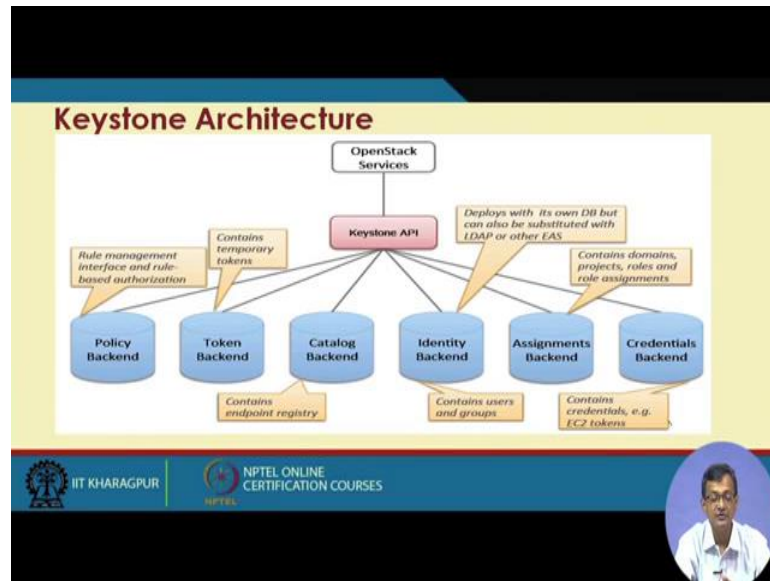 Keystone Architecture
OpenStack
Services
Keystone API
Deploys with its own DB but
can also be substituted with
LDAP or other EAS
Contains
temporary
tokens
Rule management
interface and rule-
based authorization
Contains domains,
projects, roles and
role assignments
Policy
Backend
Token
Backend
Catalog
Backend
Identity
Backend
Assignments
Backend
Credentials
Backend
Contains
endpoint registry
Contains users
and groups
Contains
credentials, e.g.
EC2 tokens
IIT KHARAGPUR
NPTEL
NPTEL ONLINE
CERTIFICATION COURSES